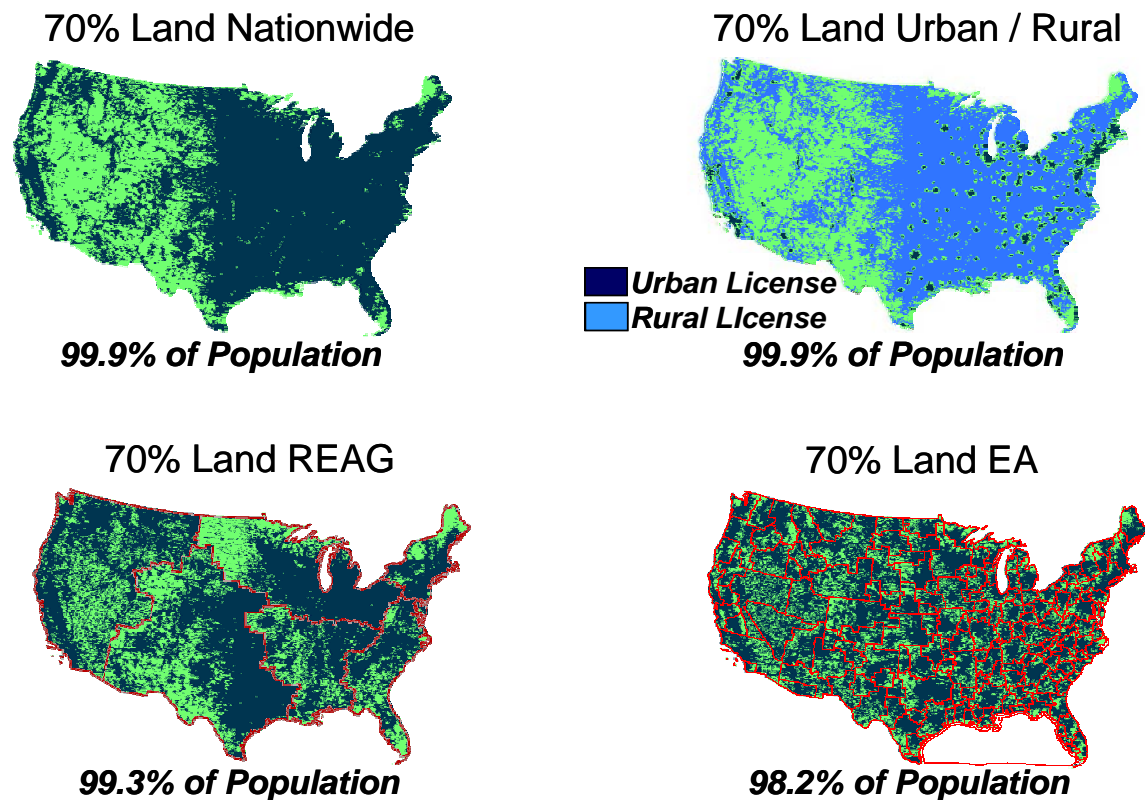 70% Land Nationwide
70% Land Urban / Rural
Urban License
Rural LIcense
99.9% of Population
99.9% of Population
70% Land REAG
70% Land EA
99.3% of Population
98.2% of Population